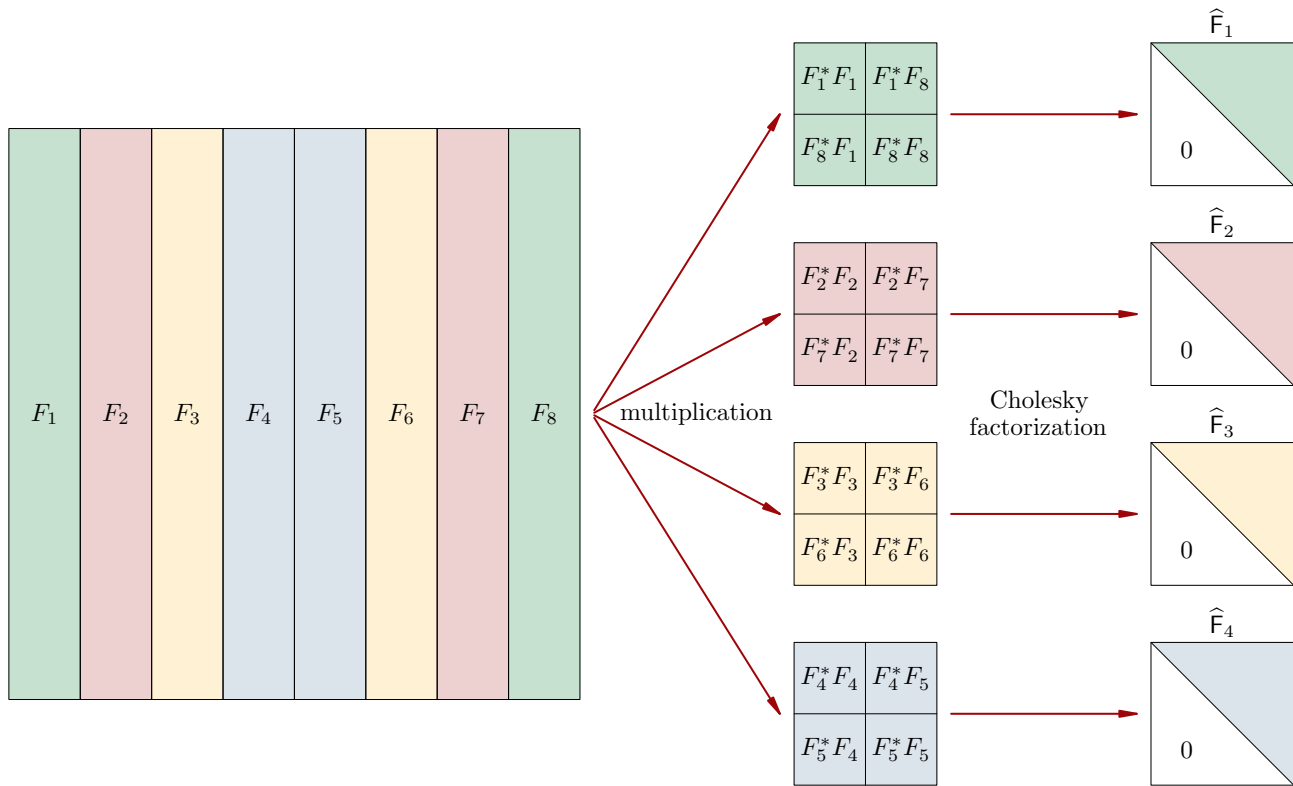 F₁ F₂ F₃ F₄ F₅ F₆ F₇ F₈
multiplication
F₁*F₁ F₁*F₈
F₈*F₁ F₈*F₈
F₂*F₂ F₂*F₇
F₇*F₂ F₇*F₇
F₃*F₃ F₃*F₆
F₆*F₃ F₆*F₆
F₄*F₄ F₄*F₅
F₅*F₄ F₅*F₅
Cholesky
factorization
F̂₁
0
F̂₂
0
F̂₃
0
F̂₄
0